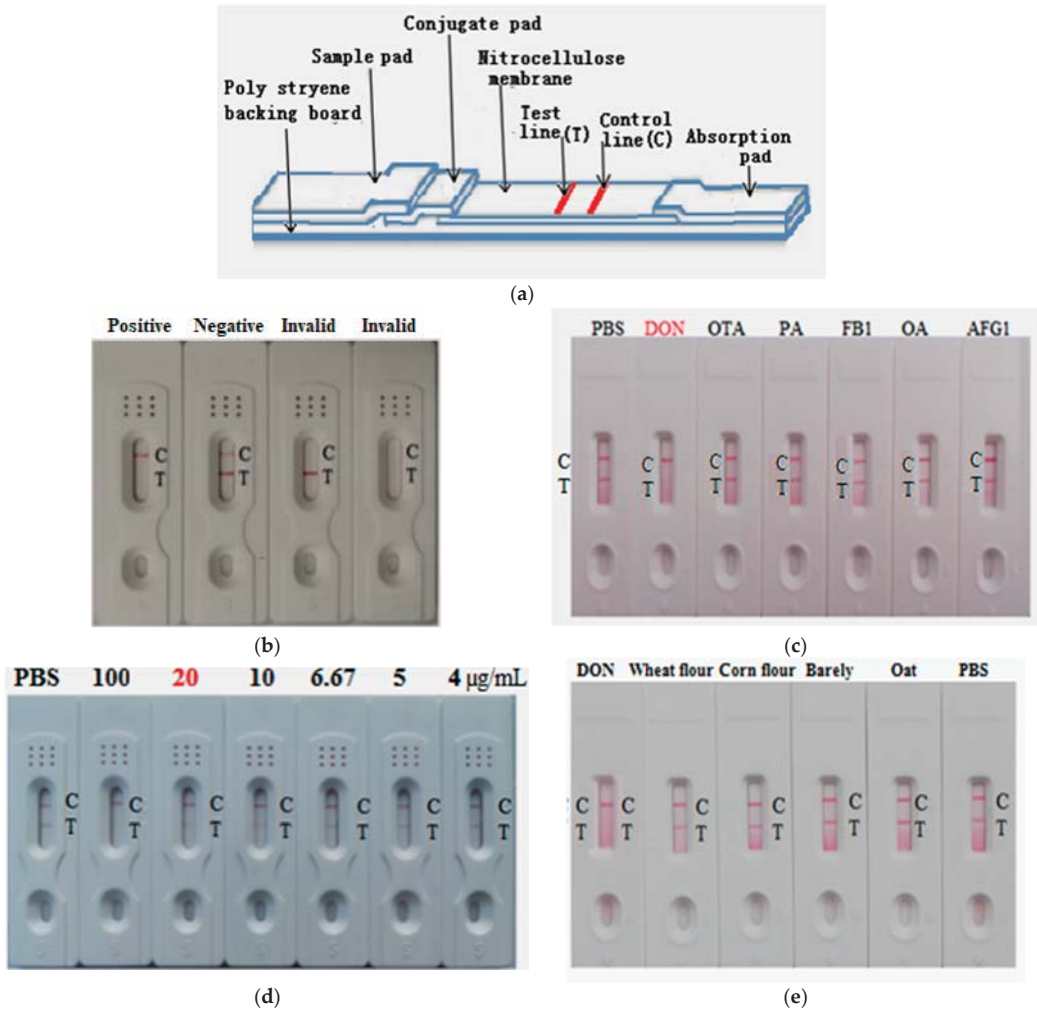 Conjugate pad
Sample pad
Nitrocellulose
membrane
Poly stryene
backing board
Test
line(T)
Control
line(C)
Absorption
pad
(a)
Positive Negative Invalid Invalid
C C C C
T T T T
(b)
PBS DON OTA PA FB1 OA AFG1
C C C C C C C
T T T T T T T
(c)
PBS 100 20 10 6.67 5 4 µg/mL
C C C C C C C
T T T T T T T
(d)
DON Wheat flour Corn flour Barely Oat PBS
C C C C C C C
T T T T T T T
(e)